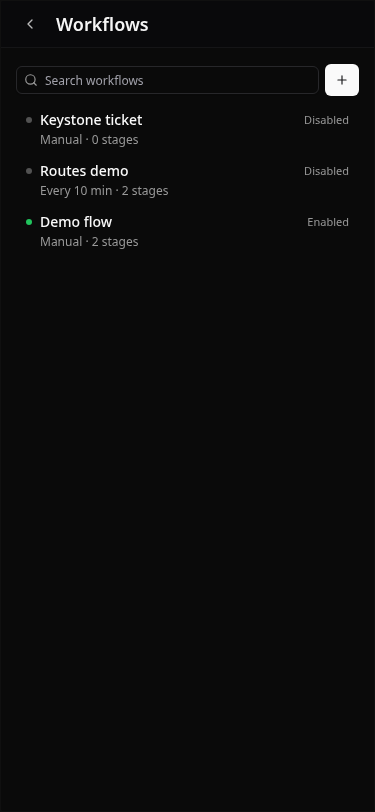 Workflows
Search workflows
Keystone ticket Disabled
Manual · 0 stages
Routes demo Disabled
Every 10 min · 2 stages
Demo flow Enabled
Manual · 2 stages